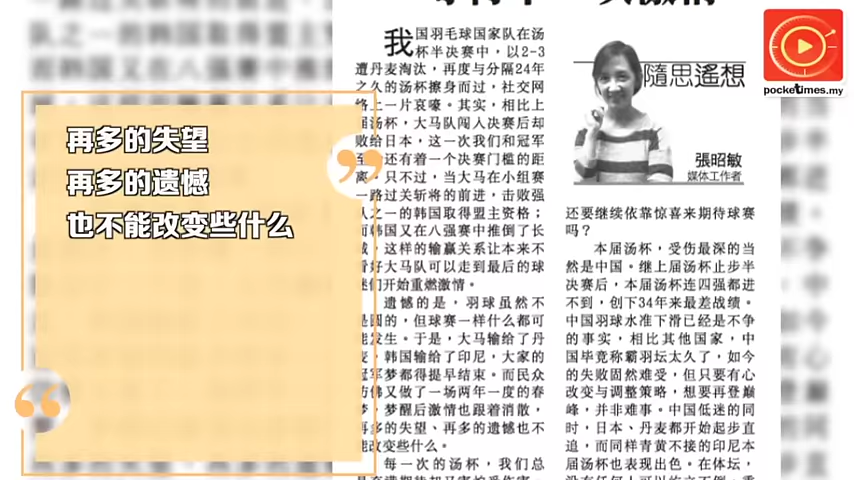 再多的失望
再多的遗憾
也不能改变些什么
我国羽毛球国家队在汤
杯半决赛中，以2-3
遭丹麦淘汰，再度与分隔24年
之久的汤杯擦身而过，社交网
络上一片哀嚎。其实，相比上
届汤杯，大马队闯入决赛后却
败给日本，这一次我们和冠军
还有着一个决赛门槛的距
，只不过，当大马在小组赛
一路过关斩将的前进，击败强
队之一的韩国取得盟主资格；
而韩国又在八强赛中推倒了长
，这样的输赢关系让本来不
看好大马队可以走到最后的球
迷们开始重燃激情。
遗憾的是，羽球虽然不
是圆的，但球赛一样什么都可
能发生。于是，大马输给了丹
，韩国输给了印尼，大家的
冠军梦都得提早结束。而民众
仿佛又做了一场两年一度的春
梦，梦醒后激情也跟着消散，
再多的失望、再多的遗憾也不
能改变些什么。
每一次的汤杯，我们总
隨思遙想
張昭敏
媒体工作者
还要继续依靠惊喜来期待球赛
吗？
本届汤杯，受伤最深的当
然是中国。继上届汤杯止步半
决赛后，本届汤杯连四强都进
不到，创下34年来最差战绩。
中国羽球水准下滑已经是不争
的事实，相比其他国家，中
国毕竟称霸羽坛太久了，如今
的失败固然难受，但只要有心
改变与调整策略，想要再登巅
峰，并非难事。中国低迷的同
时，日本、丹麦都开始起步直
追，而同样青黄不接的印尼本
届汤杯也表现出色。在体坛，
pocketimes.my